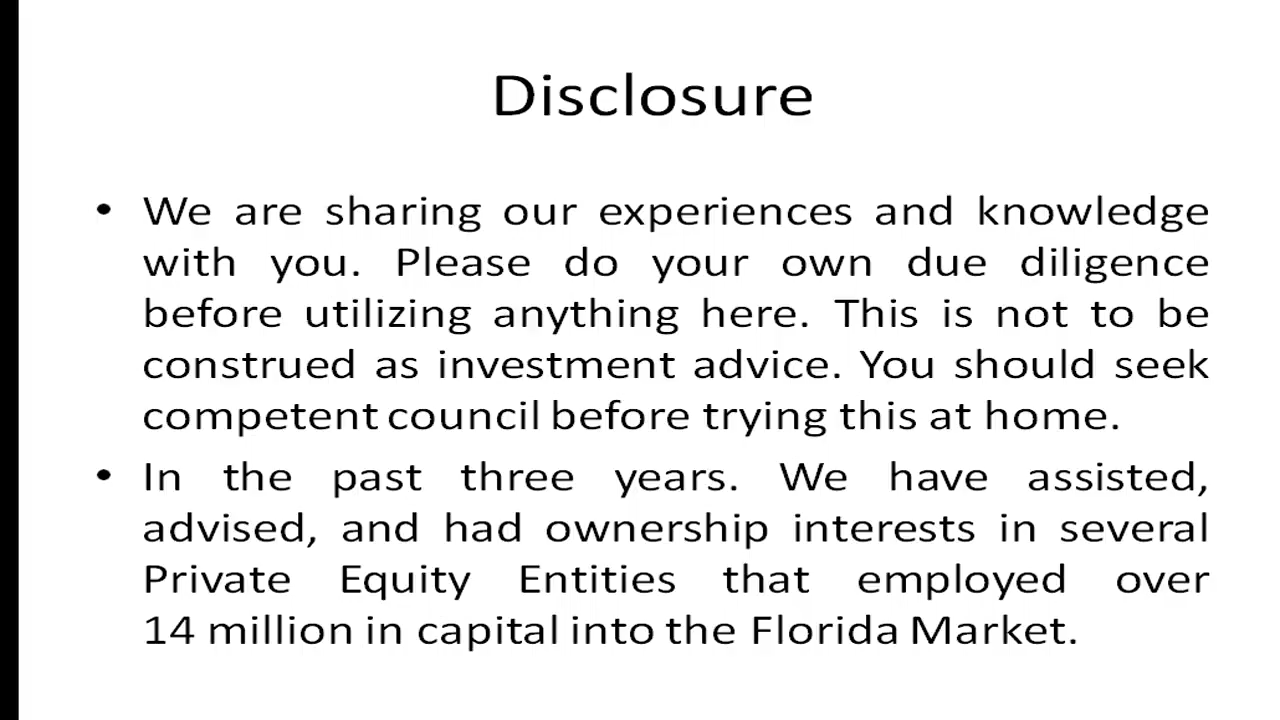 Disclosure
• We are sharing our experiences and knowledge
with you. Please do your own due diligence
before utilizing anything here. This is not to be
construed as investment advice. You should seek
competent council before trying this at home.
• In the past three years. We have assisted,
advised, and had ownership interests in several
Private Equity Entities that employed over
14 million in capital into the Florida Market.